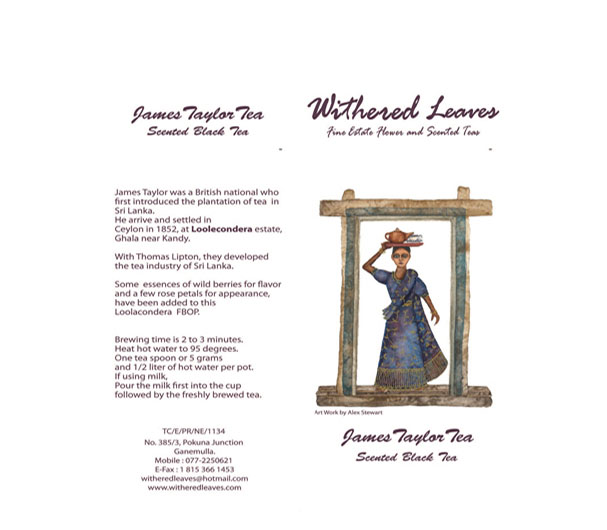 James Taylor Tea
Scented Black Tea
James Taylor was a British national who
first introduced the plantation of tea in
Sri Lanka.
He arrive and settled in
Ceylon in 1852, at Loolecondera estate,
Ghala near Kandy.
With Thomas Lipton, they developed
the tea industry of Sri Lanka.
Some essences of wild berries for flavor
and a few rose petals for appearance,
have been added to this
Loolacondera FBOP.
Brewing time is 2 to 3 minutes.
Heat hot water to 95 degrees.
One tea spoon or 5 grams
and 1/2 liter of hot water per pot.
If using milk,
Pour the milk first into the cup
followed by the freshly brewed tea.
TC/E/PR/NE/1134
No. 385/3, Pokuna Junction
Ganemulla.
Mobile : 077-2250621
E-Fax : 1 815 366 1453
witheredleaves@hotmail.com
www.witheredleaves.com
Withered Leaves
Fine Estate Flower and Scented Teas
Art Work by Alex Stewart
James Taylor Tea
Scented Black Tea